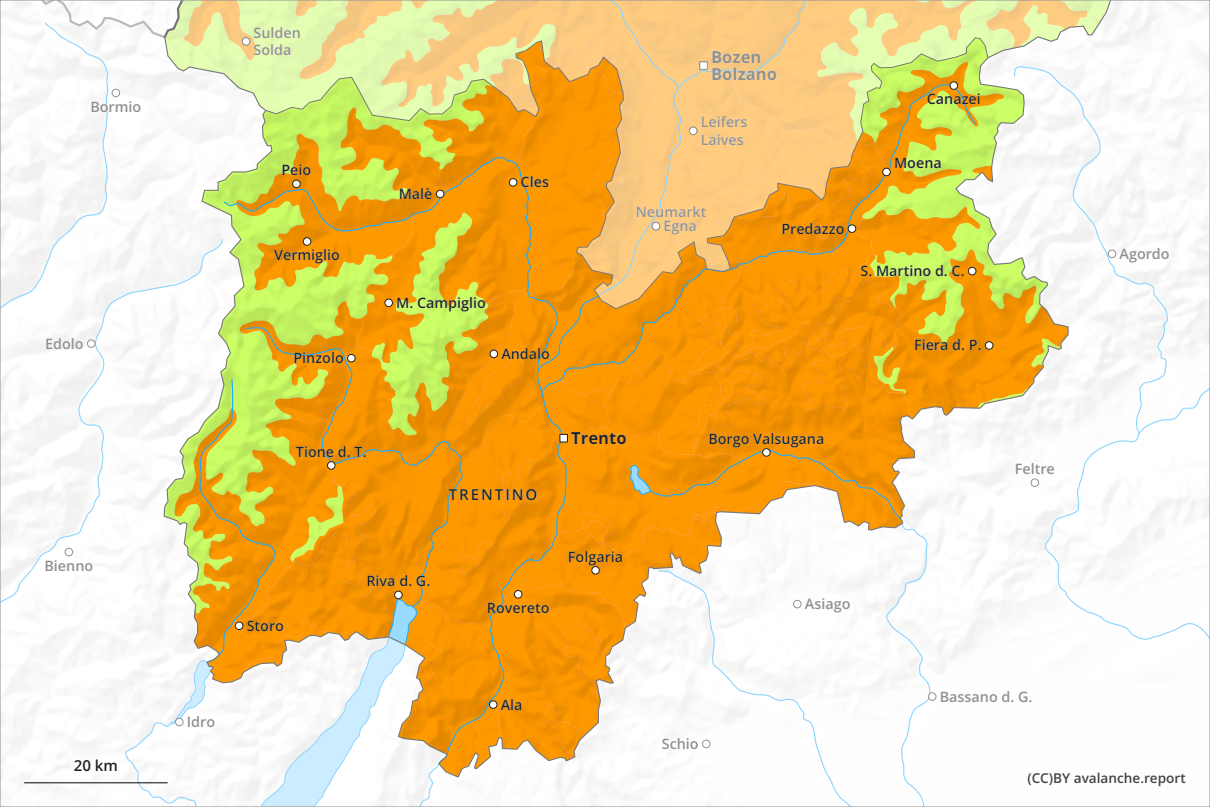 Sulden
Solda
Bozen
Bolzano
Bormio
Canazei
Leifers
Laives
Moena
Peio
Malè
Cles
Neumarkt
Egna
Predazzo
Vermiglio
Agordo
S. Martino d. C.
M. Campiglio
Edolo
Pinzolo
Andalo
Fiera d. P.
Trento
Borgo Valsugana
Tione d. T.
Feltre
TRENTINO
Bienno
Folgaria
Riva d. G.
Rovereto
Asiago
Storo
Ala
Bassano d. G.
Idro
Schio
20 km
(CC)BY avalanche.report